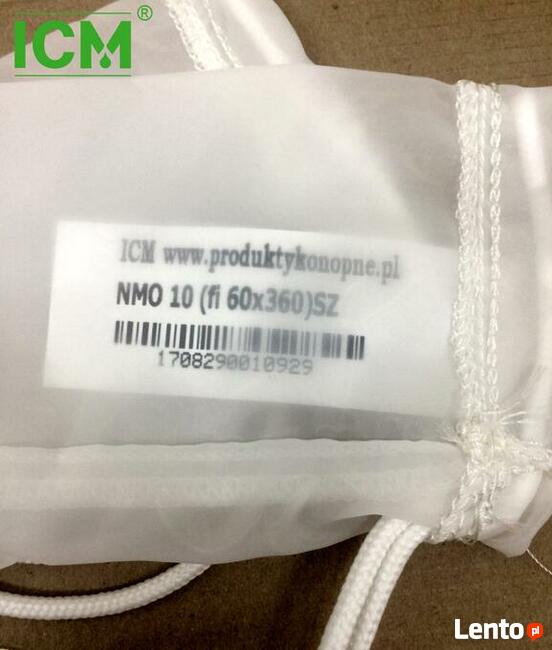 ICM®
ICM www.produktykonopne.pl
NMO 10 (fi 60x360)SZ
1708290010929
Lento.pl